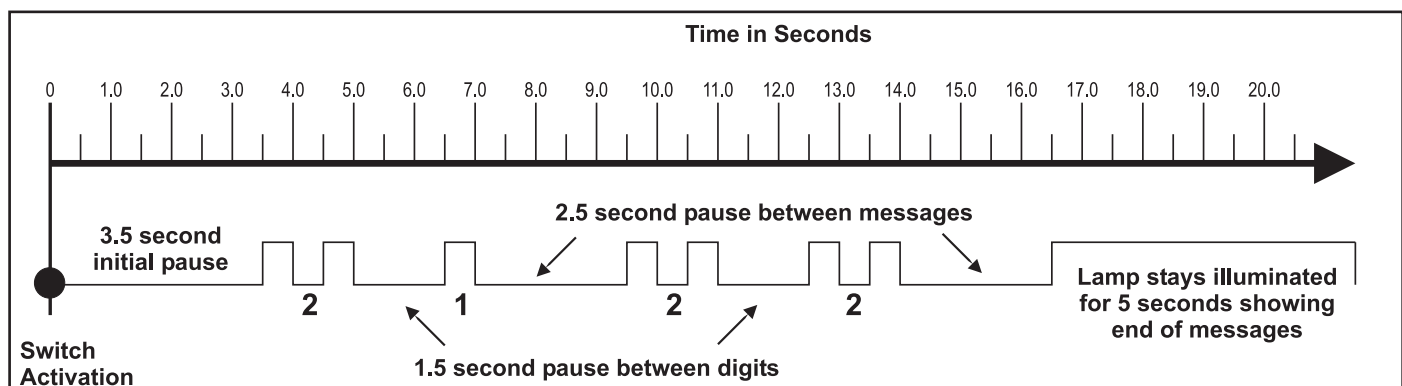 Time in Seconds
0 1.0 2.0 3.0 4.0 5.0 6.0 7.0 8.0 9.0 10.0 11.0 12.0 13.0 14.0 15.0 16.0 17.0 18.0 19.0 20.0
2.5 second pause between messages
3.5 second
initial pause
Lamp stays illuminated
for 5 seconds showing
end of messages
2 1 2 2
1.5 second pause between digits
Switch
Activation